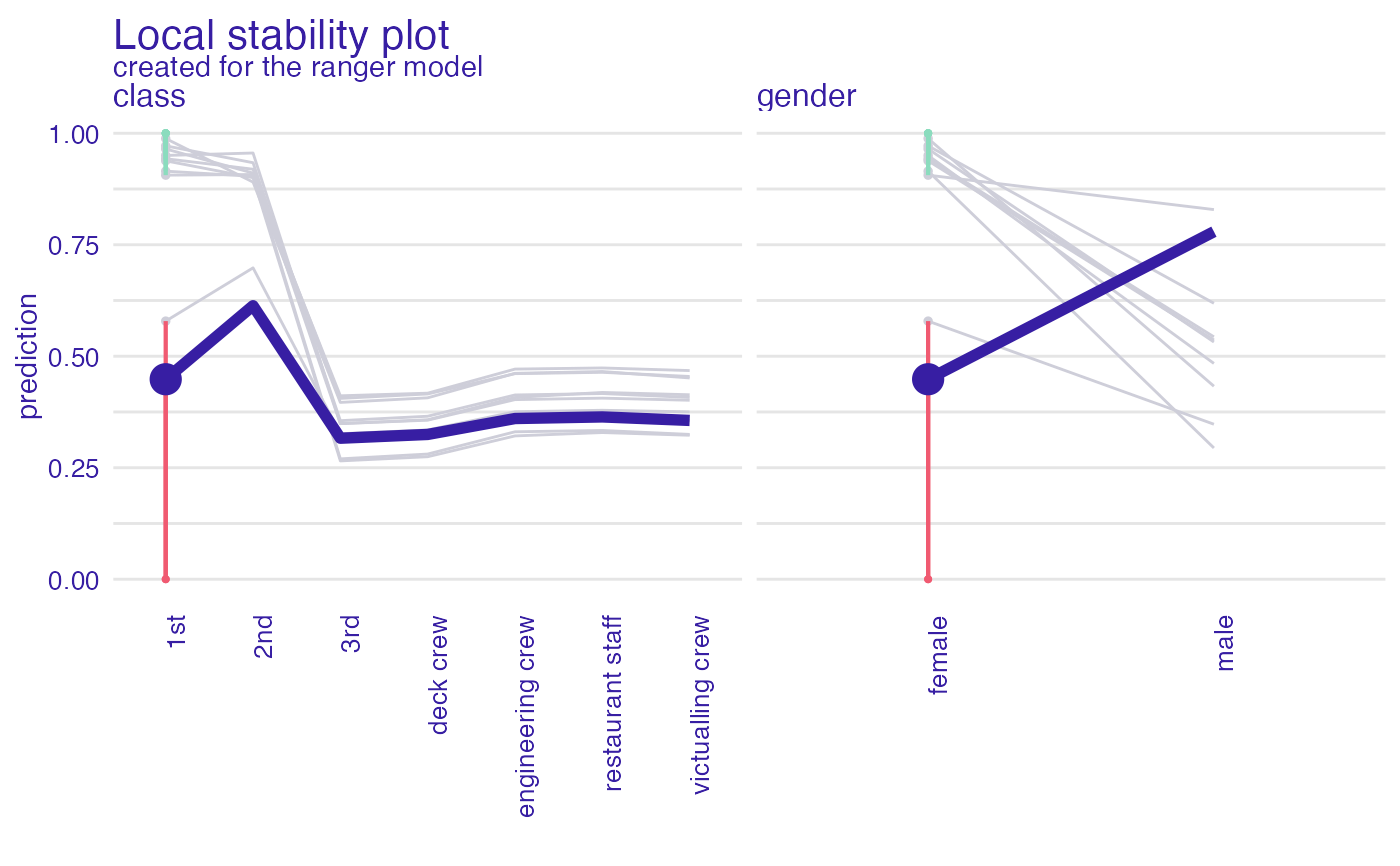 Local stability plot
created for the ranger model
class
gender
prediction
1.00
0.75
0.50
0.25
0.00
1st
2nd
3rd
deck crew
engineering crew
restaurant staff
victualling crew
female
male